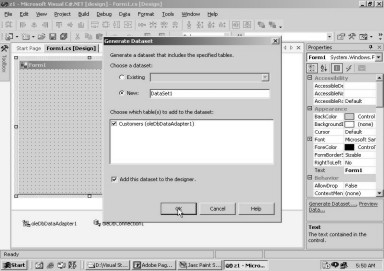 z1 - Microsoft Visual C#.NET [design] - Form1.cs [Design]
File Edit View Project Build Debug Data Format Tools Window Help
Start Page Form1.cs [Design]
Toolbox
Form1
Generate Dataset
Generate a dataset that includes the specified tables.
Choose a dataset:
Existing
New: DataSet1
Choose which table(s) to add to the dataset:
Customers (oleDbDataAdapter1)
Add this dataset to the designer.
OK Cancel Help
oleDbDataAdapter1 oleDbConnection1
Properties
Form1 System.Windows.F
Accessibility
AccessibleDe
AccessibleNa
AccessibleRc Default
Appearance
BackColor Control
BackgroundI (none)
Cursor Default
Font Microsoft Ser
ForeColor Control
FormBorderS Sizable
RightToLeft No
Text Form1
Behavior
AllowDrop False
ContextMen (none)
Generate Dataset... , Preview Data...
Text
The text contained in the control.
Ready
Start D:\Visual St... Adobe Pag... Jasc Paint S... z1 - Micro... 5:50 AM